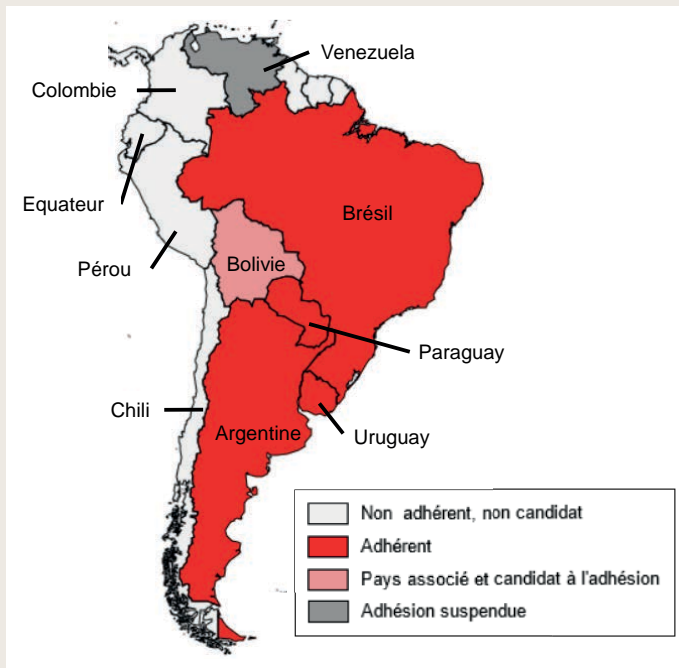 Venezuela
Colombie
Equateur
Brésil
Pérou
Bolivie
Paraguay
Chili
Argentine
Uruguay
Non adhérent, non candidat
Adhérent
Pays associé et candidat à l'adhésion
Adhésion suspendue